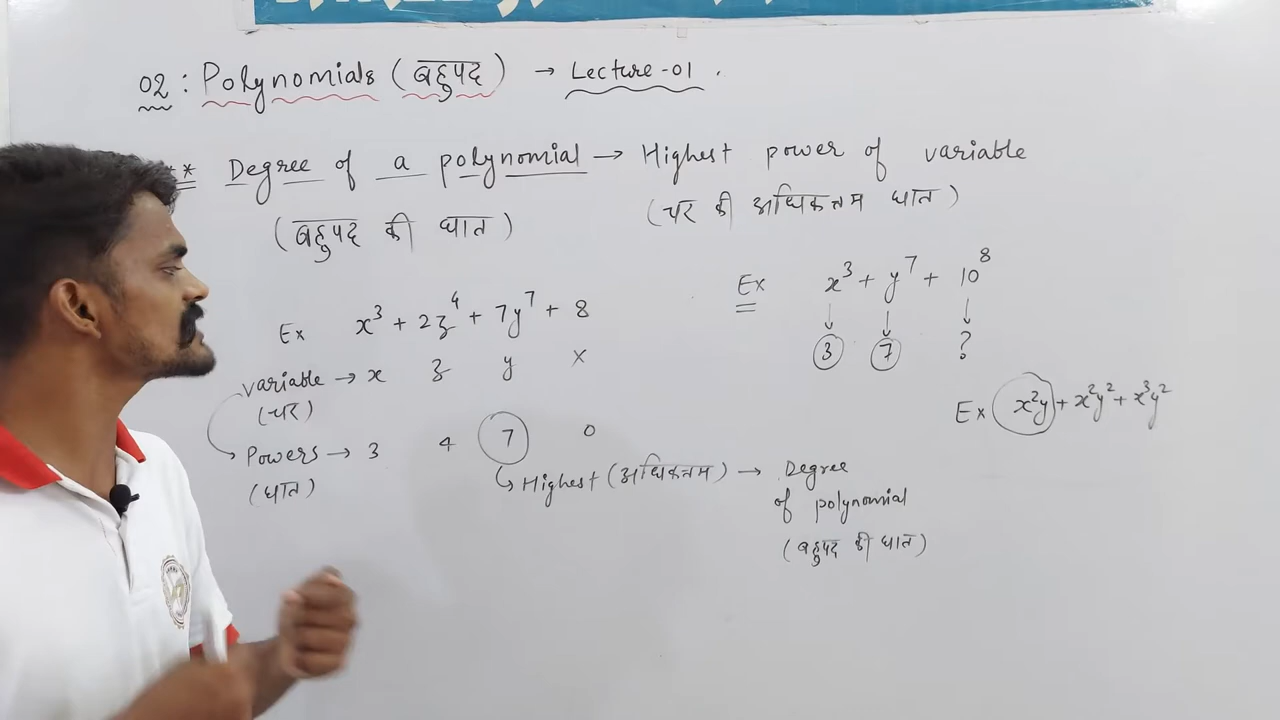 02 : Polynomials (बहुपद) → Lecture-01 .
** Degree of a polynomial → Highest power of variable
(बहुपद की घात) (चर की अधिकतम घात)
Ex x³ + 2z⁴ + 7y⁷ + 8
variable → x z y ×
(चर)
Powers → 3 4 7 0
(घात)
↳ Highest (अधिकतम) → Degree
of polynomial
(बहुपद की घात)
Ex x³ + y⁷ + 10⁸
↓ ↓ ↓
3 7 ?
Ex x²y + x²y² + x³y²